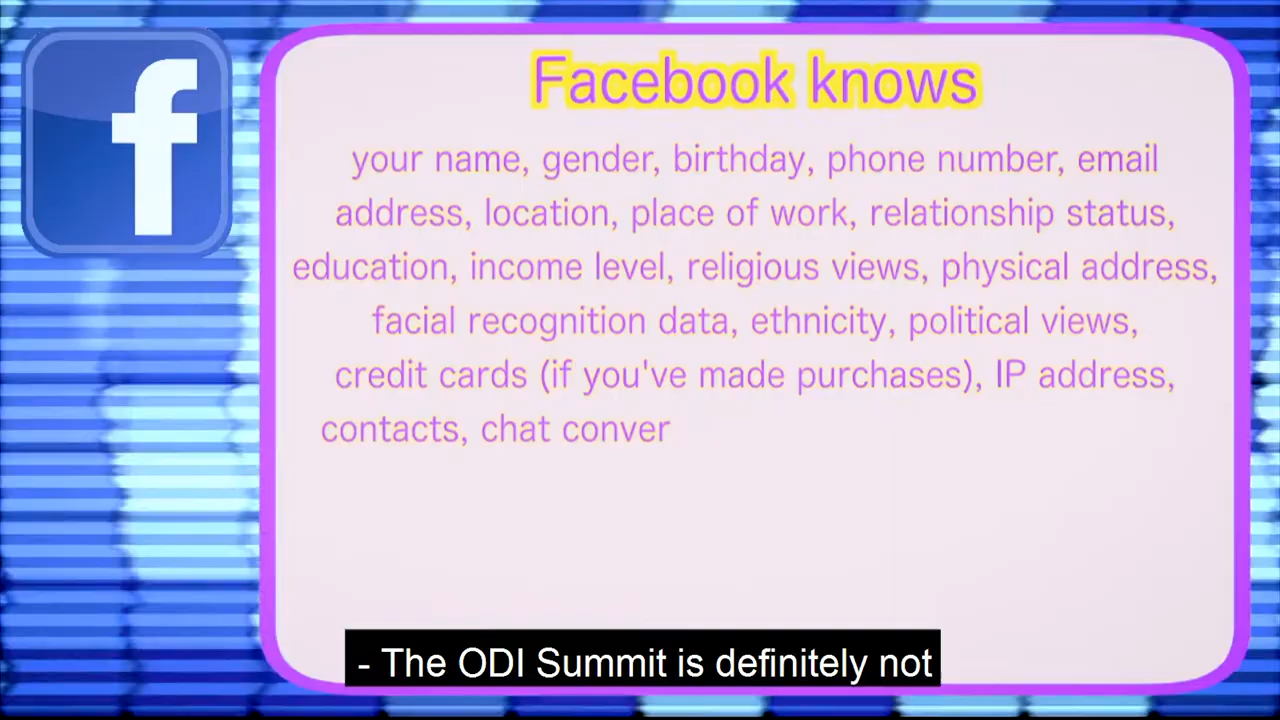 f
Facebook knows
your name, gender, birthday, phone number, email
address, location, place of work, relationship status,
education, income level, religious views, physical address,
facial recognition data, ethnicity, political views,
credit cards (if you've made purchases), IP address,
contacts, chat conver
- The ODI Summit is definitely not